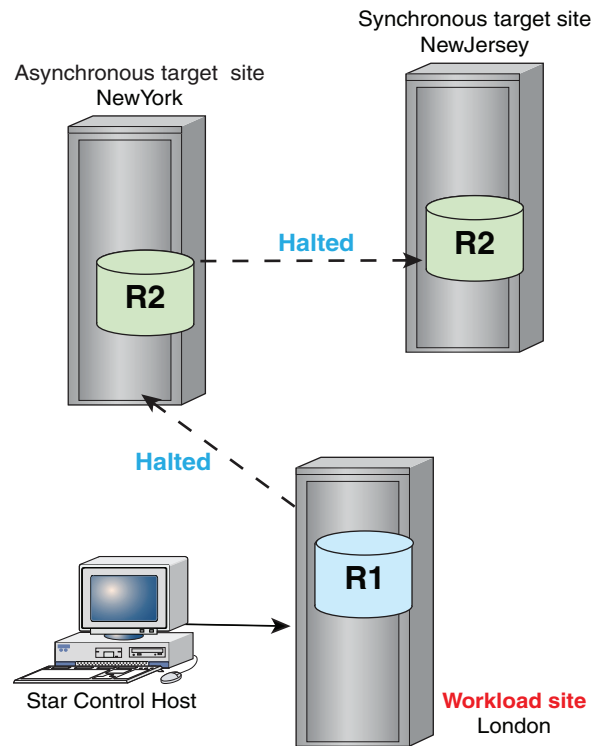 Synchronous target site
NewJersey
Asynchronous target site
NewYork
Halted
R2
R2
Halted
R1
Star Control Host
Workload site
London